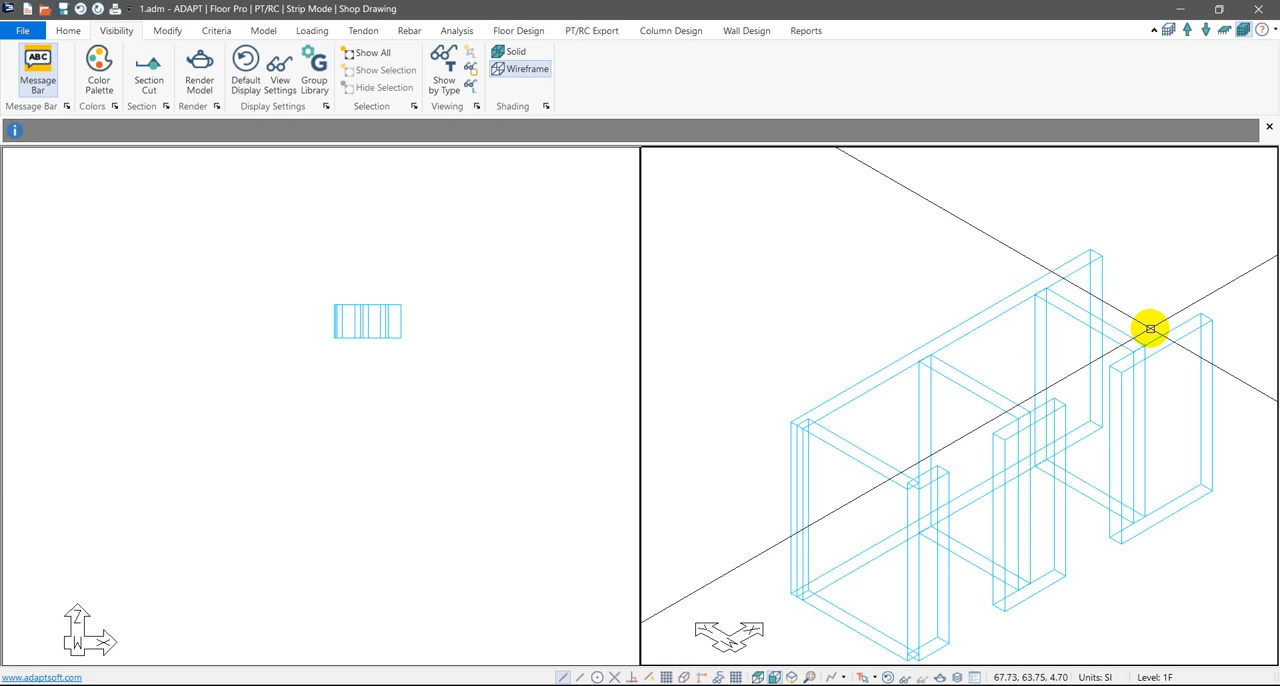 1.adm - ADAPT | Floor Pro | PT/RC | Strip Mode | Shop Drawing
File Home Visibility Modify Criteria Model Loading Tendon Rebar Analysis Floor Design PT/RC Export Column Design Wall Design Reports
ABC
Message Bar
Color Palette
Section Cut
Render Model
Default Display
View Settings
G
Group Library
Show All
Show Selection
Hide Selection
T
Show by Type
Solid
Wireframe
Message Bar Colors Section Render Display Settings Selection Viewing Shading
Z
W X
www.adaptsoft.com
67.73, 63.75, 4.70 Units: SI Level: 1F